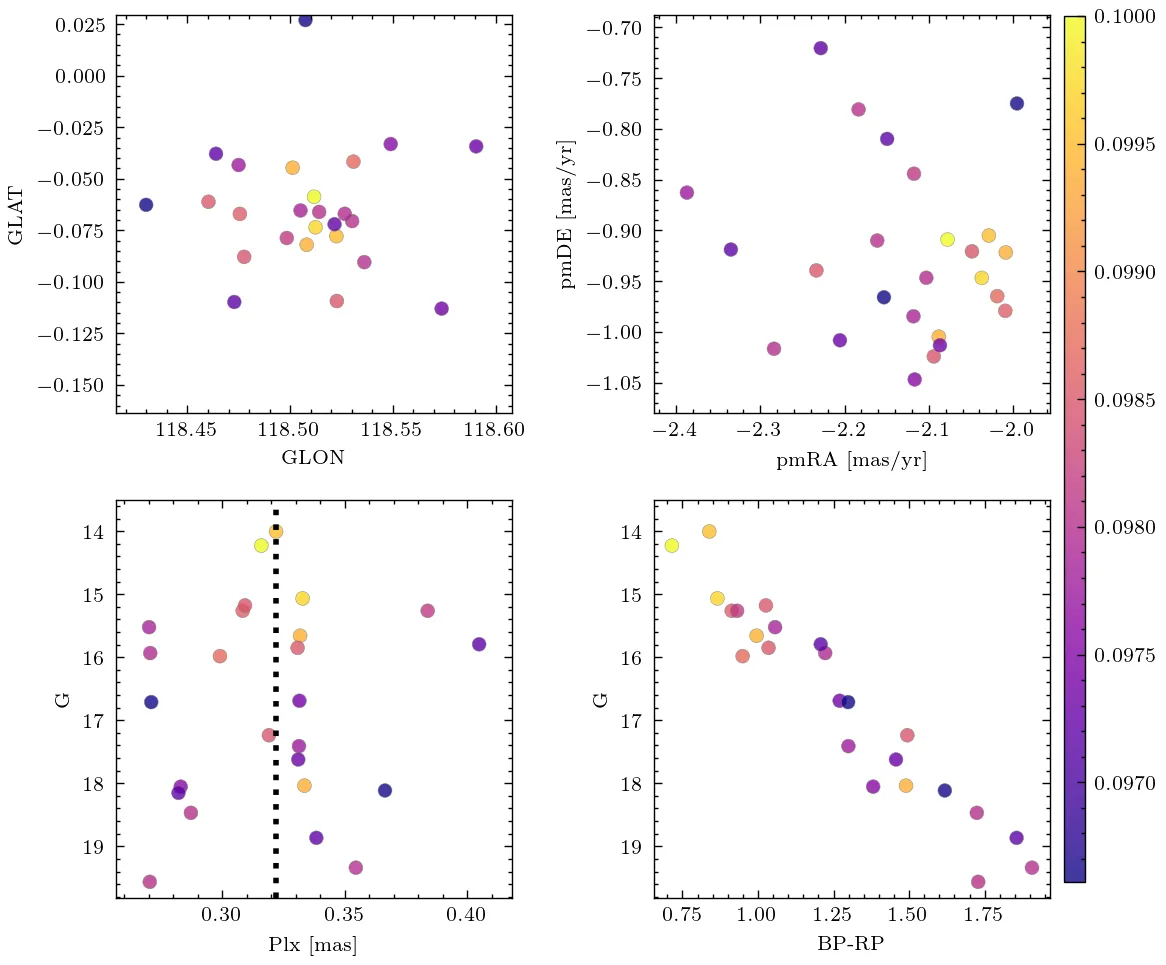 0.025
0.000
−0.025
−0.050
−0.075
−0.100
−0.125
−0.150
GLAT
118.45 118.50 118.55 118.60
GLON
−0.70
−0.75
−0.80
−0.85
−0.90
−0.95
−1.00
−1.05
pmDE [mas/yr]
−2.4 −2.3 −2.2 −2.1 −2.0
pmRA [mas/yr]
14
15
16
17
18
19
G
0.30 0.35 0.40
Plx [mas]
14
15
16
17
18
19
G
0.75 1.00 1.25 1.50 1.75
BP-RP
0.1000
0.0995
0.0990
0.0985
0.0980
0.0975
0.0970